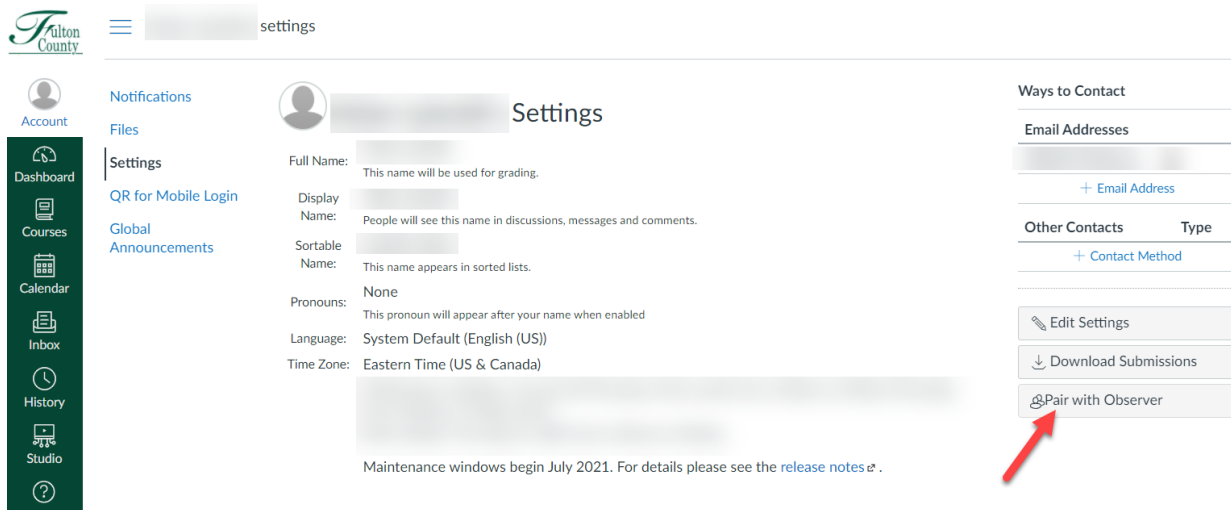 Fulton
County
settings
Account
Dashboard
Courses
Calendar
Inbox
History
Studio
Notifications
Files
Settings
QR for Mobile Login
Global
Announcements
Settings
Full Name:
This name will be used for grading.
Display
Name:
People will see this name in discussions, messages and comments.
Sortable
Name:
This name appears in sorted lists.
Pronouns:
None
This pronoun will appear after your name when enabled
Language:
System Default (English (US))
Time Zone:
Eastern Time (US & Canada)
Maintenance windows begin July 2021. For details please see the release notes .
Ways to Contact
Email Addresses
+ Email Address
Other Contacts Type
+ Contact Method
Edit Settings
Download Submissions
Pair with Observer